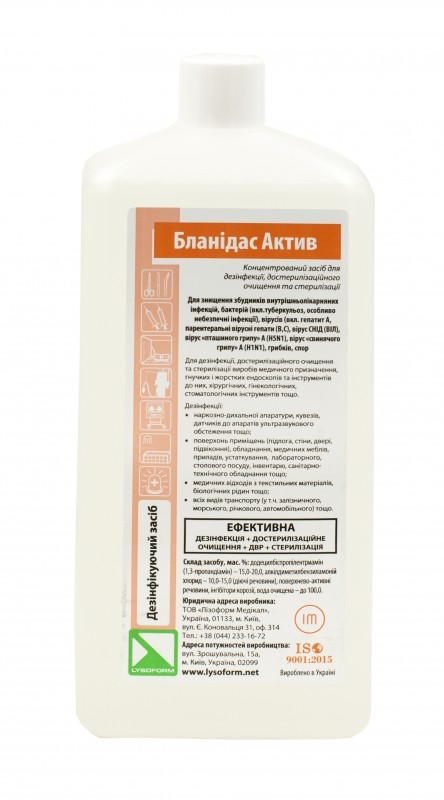 Бланідас Актив
Концентрований засіб для
дезінфекції, достерилізаційного
очищення та стерилізації
Для знищення збудників внутрішньолікарняних
інфекцій, бактерій (вкл.туберкульоз, особливо
небезпечні інфекції), вірусів (вкл. гепатит А,
парентеральні вірусні гепати (В,С), вірус СНІД (ВІЛ),
вірус «пташиного грипу» А (H5N1), вірус «свинячого
грипу» А (H1N1), грибків, спор
Для дезінфекції, достерилізаційного очищення
та стерилізації виробів медичного призначення,
гнучких і жорстких ендоскопів та інструментів
до них, хірургічних, гінекологічних,
стоматологічних інструментів тощо.
Дезінфекції:
• наркозно-дихальної апаратури, кувезів,
датчиків до апаратів ультразвукового
обстеження тощо;
• поверхонь приміщень (підлога, стіни, двері,
підвіконня), обладнання, медичних меблів,
приладів, устаткування, лабораторного,
столового посуду, інвентарю, санітарно-
технічного обладнання тощо;
• медичних відходів з текстильних матеріалів,
біологічних рідин тощо;
• всіх видів транспорту (у т.ч. залізничного,
морського, річкового, автомобільного) тощо.
ЕФЕКТИВНА
ДЕЗІНФЕКЦІЯ + ДОСТЕРИЛІЗАЦІЙНЕ
ОЧИЩЕННЯ + ДВР + СТЕРИЛІЗАЦІЯ
Склад засобу, мас. %: додецилбіспропілентрмамін
(1,3-пропандіамін) – 15,0-20,0, алкілдиметилбензиламоній
хлорид – 10,0-15,0 (діючі речовини), поверхнево-активні
речовини, інгібітори корозії, вода очищена – до 100,0.
Юридична адреса виробника:
ТОВ «Лізоформ Медікал»,
Україна, 01133, м. Київ,
вул. Є. Коновальця 31, оф. 314
Тел.: +38 (044) 233-16-72
Адреса потужностей виробництва:
вул. Зрошувальна, 15а,
м. Київ, Україна, 02099
www.lysoform.net
im
ISO
9001:2015
Вироблено в Україні
Дезінфікуючий засіб
LYSOFORM